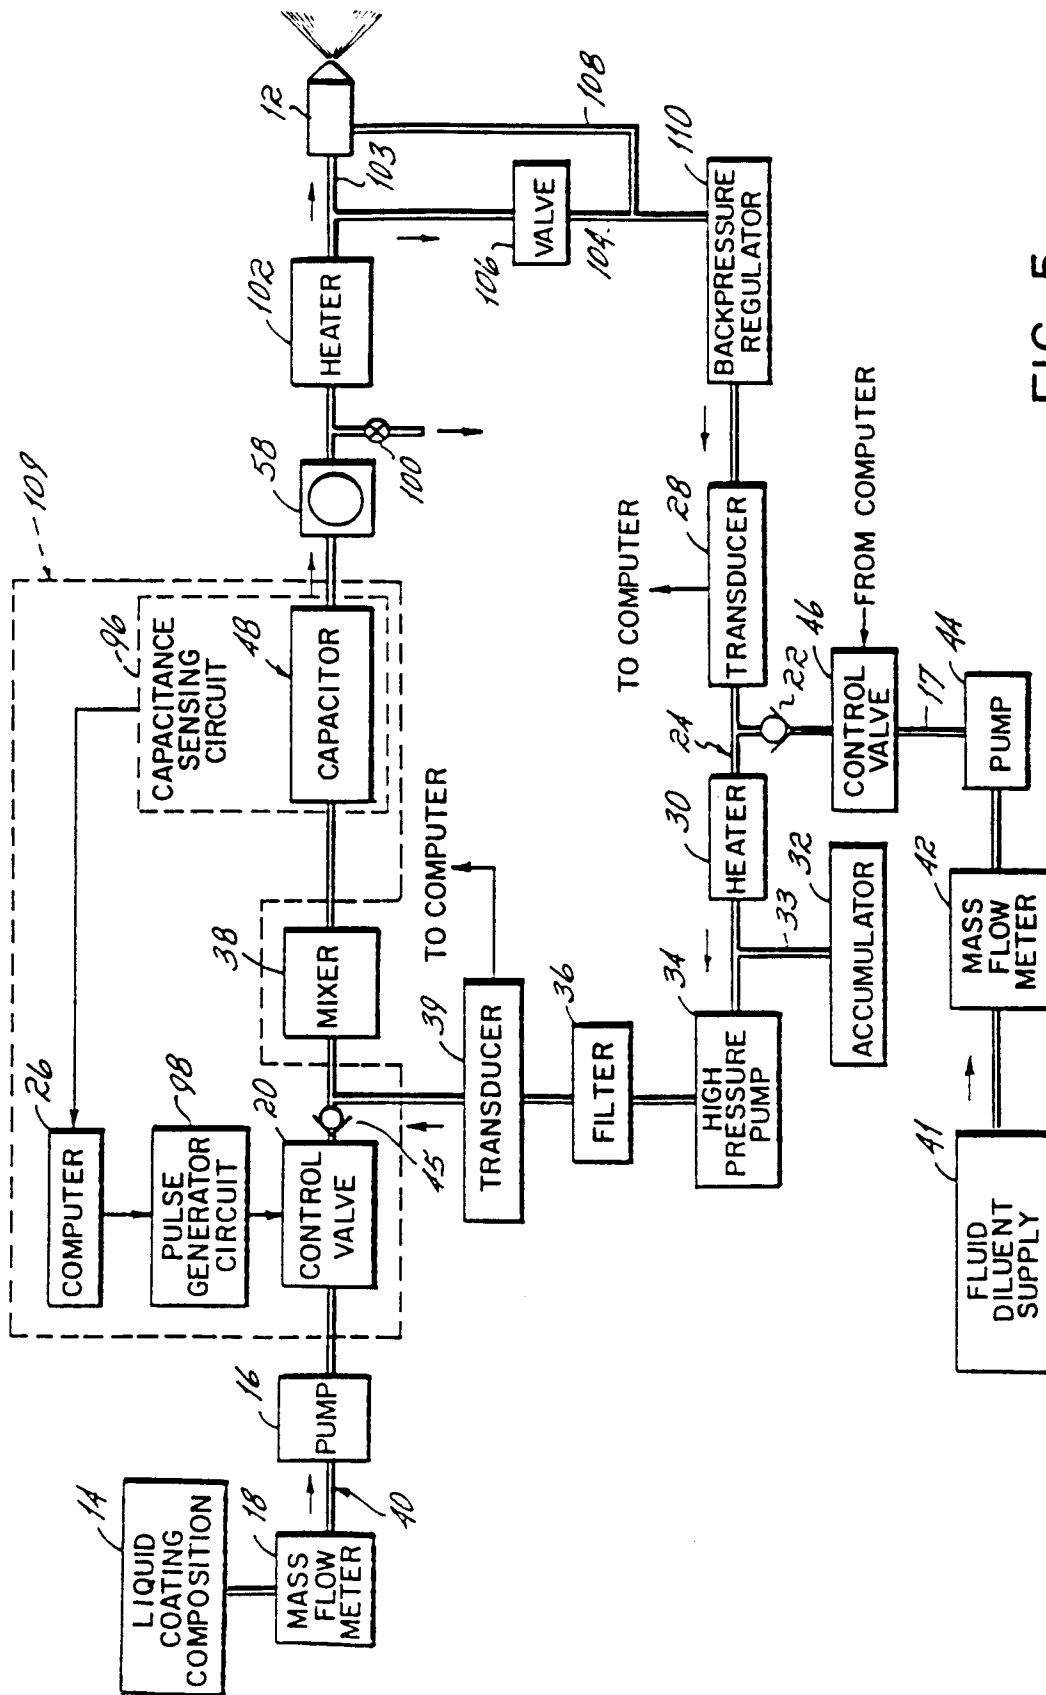 109
26
COMPUTER
96
CAPACITANCE
SENSING
CIRCUIT
98
PULSE
GENERATOR
CIRCUIT
14
LIQUID
COATING
COMPOSITION
18
MASS
FLOW
METER
40
16
PUMP
20
CONTROL
VALVE
45
38
MIXER
48
CAPACITOR
58
100
102
HEATER
103
12
108
106
VALVE
104
TO COMPUTER
39
TRANSDUCER
36
FILTER
34
HIGH
PRESSURE
PUMP
33
32
ACCUMULATOR
30
HEATER
24
22
TO COMPUTER
28
TRANSDUCER
110
BACKPRESSURE
REGULATOR
46
CONTROL
VALVE
FROM COMPUTER
17
44
PUMP
42
MASS
FLOW
METER
41
FLUID
DILUENT
SUPPLY
FIG